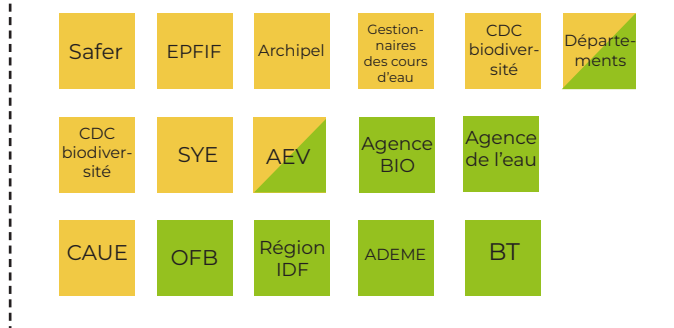 Safer
EPFIF
Archipel
Gestion-
naires
des cours
d'eau
CDC
biodiver-
sité
Départe-
ments
CDC
biodiver-
sité
SYE
AEV
Agence
BIO
Agence
de l'eau
CAUE
OFB
Région
IDF
ADEME
BT